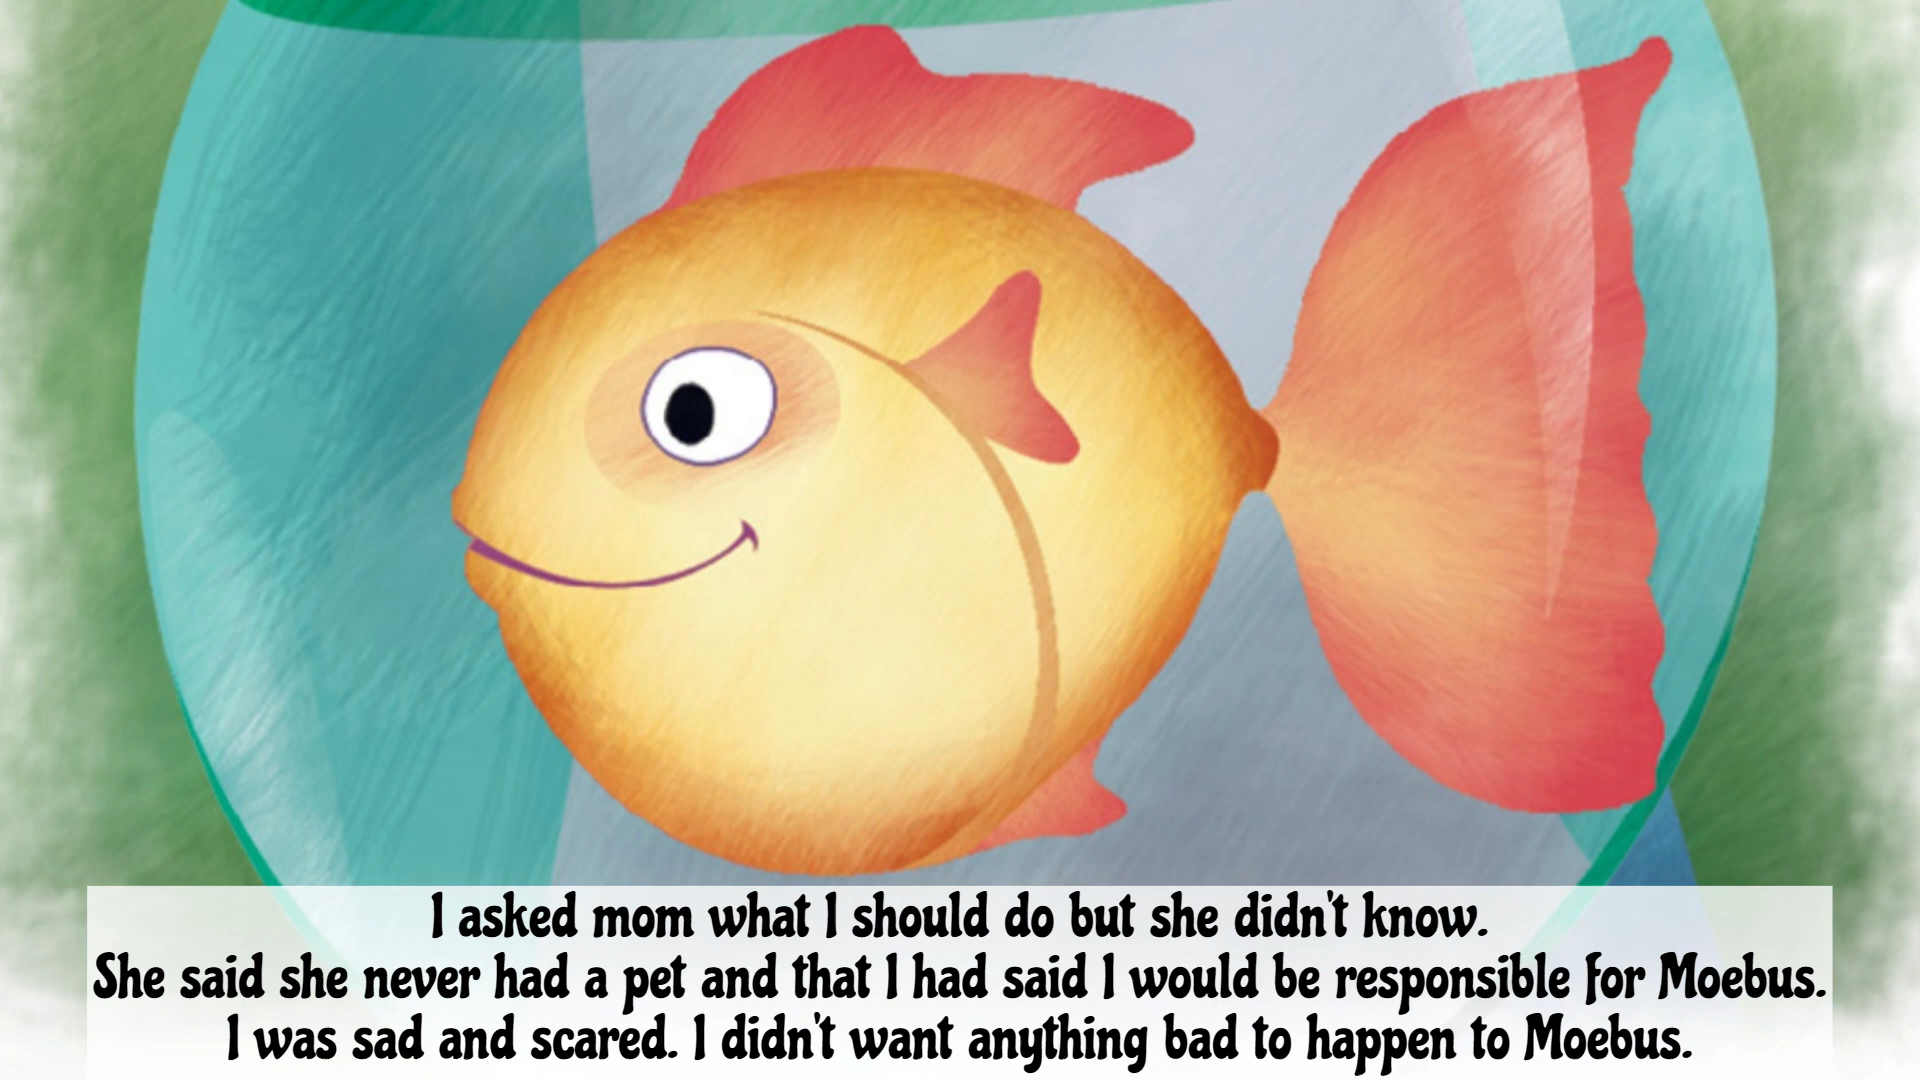 I asked mom what I should do but she didn't know.
She said she never had a pet and that I had said I would be responsible for Moebus.
I was sad and scared. I didn't want anything bad to happen to Moebus.